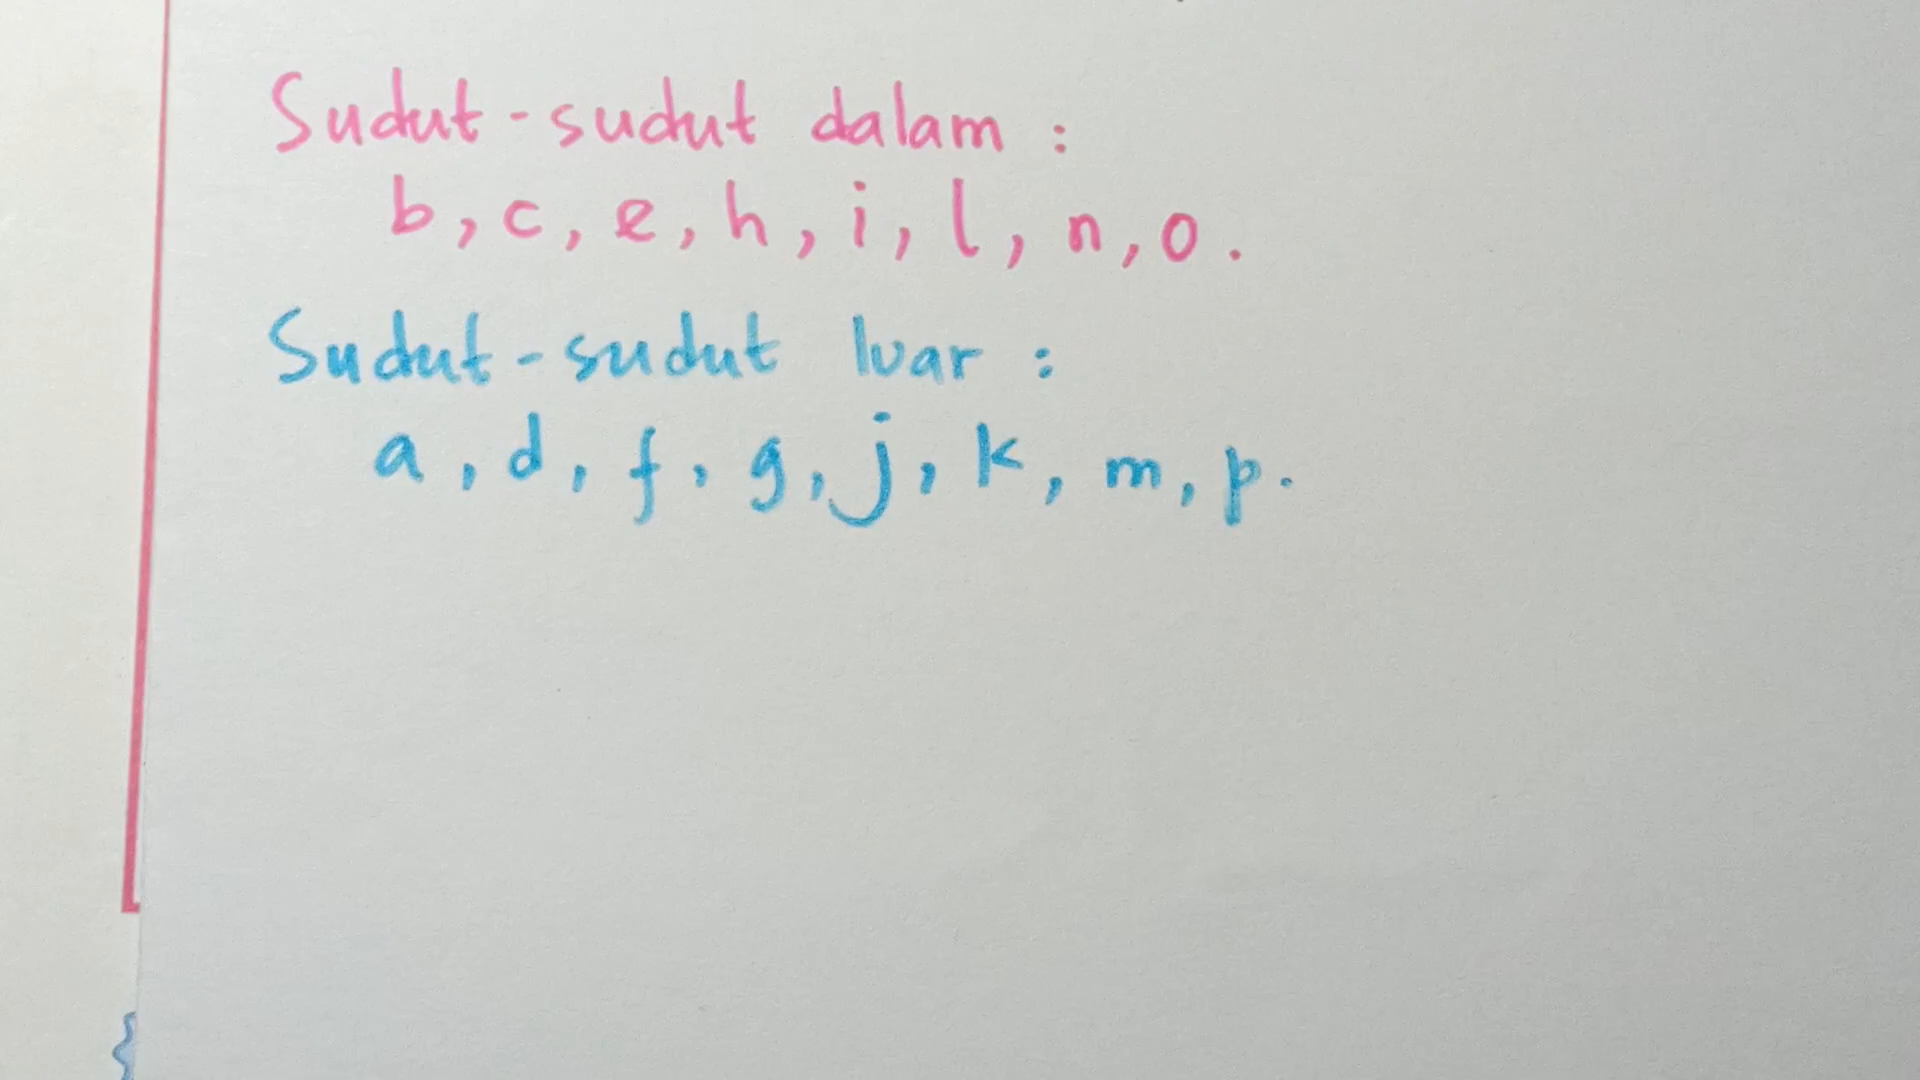 Sudut-sudut dalam :
b, c, e, h, i, l, n, o.
Sudut-sudut luar :
a, d, f, g, j, k, m, p.